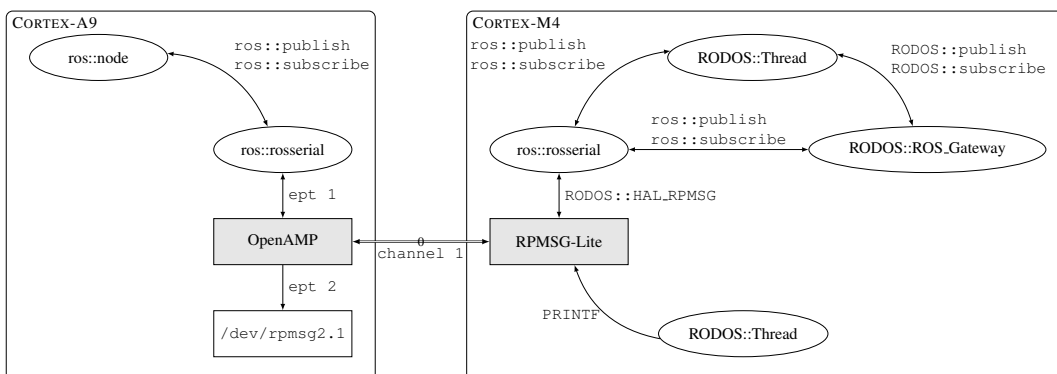 CORTEX-A9
ros::node
ros::publish
ros::subscribe
ros::rosserial
ept 1
OpenAMP
ept 2
/dev/rpmsg2.1
0
channel 1
CORTEX-M4
ros::publish
ros::subscribe
RODOS::Thread
RODOS::publish
RODOS::subscribe
ros::publish
ros::subscribe
ros::rosserial
RODOS::ROS_Gateway
RODOS::HAL_RPMSG
RPMSG-Lite
PRINTF
RODOS::Thread